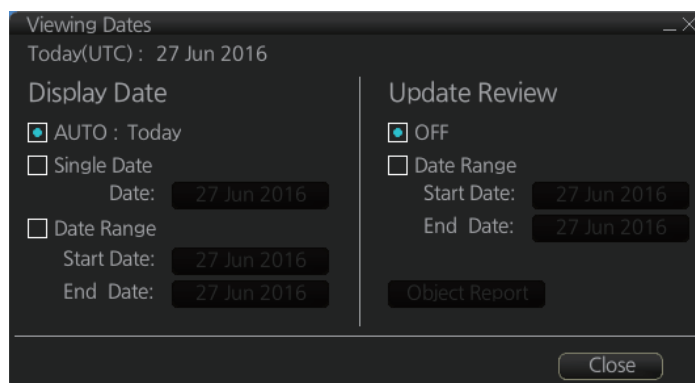 Viewing Dates
Today(UTC) : 27 Jun 2016
Display Date
AUTO : Today
Single Date
Date: 27 Jun 2016
Date Range
Start Date: 27 Jun 2016
End Date: 27 Jun 2016
Update Review
OFF
Date Range
Start Date: 27 Jun 2016
End Date: 27 Jun 2016
Object Report
Close